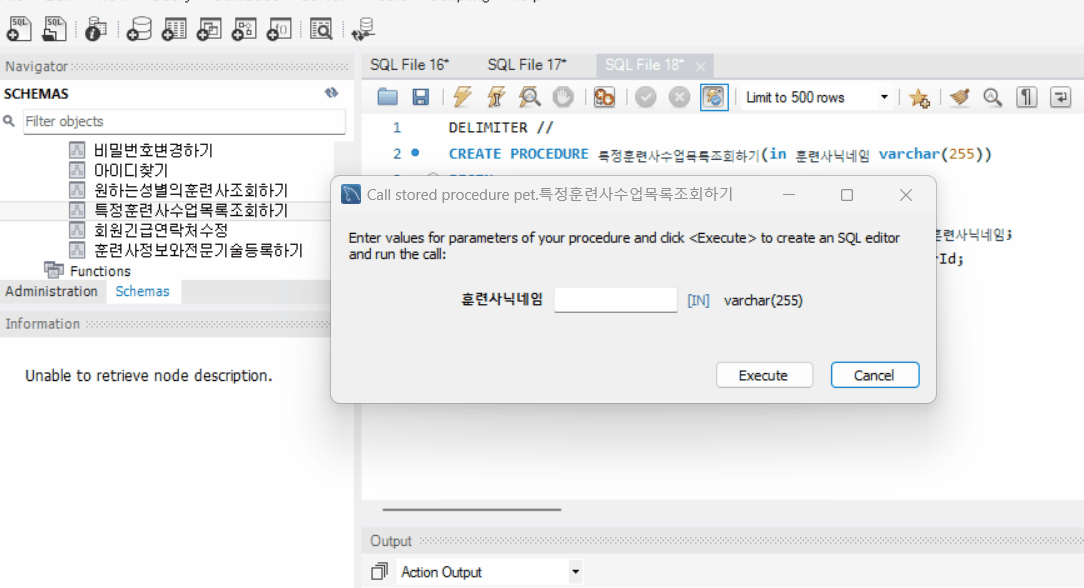 Navigator
SCHEMAS
Filter objects
비밀번호변경하기
아이디찾기
원하는성별의훈련사조회하기
특정훈련사수업목록조회하기
회원긴급연락처수정
훈련사정보와전문기술등록하기
Functions
Administration Schemas
Information
Unable to retrieve node description.
SQL File 16* SQL File 17* SQL File 18*
Limit to 500 rows
1 DELIMITER //
2 CREATE PROCEDURE 특정훈련사수업목록조회하기(in 훈련사닉네임 varchar(255))
훈련사닉네임;
Id;
Call stored procedure pet.특정훈련사수업목록조회하기
Enter values for parameters of your procedure and click <Execute> to create an SQL editor
and run the call:
훈련사닉네임 [IN] varchar(255)
Execute Cancel
Output
Action Output